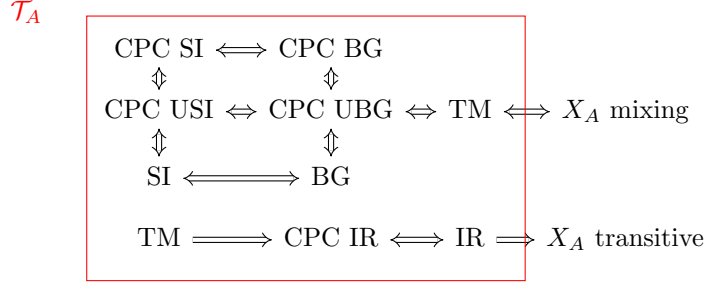 𝒯_A
CPC SI ⟺ CPC BG
⇕ ⇕
CPC USI ⟺ CPC UBG ⟺ TM ⟺ X_A mixing
⇕ ⇕
SI ⟺ BG
TM ⟹ CPC IR ⟺ IR ⟹ X_A transitive